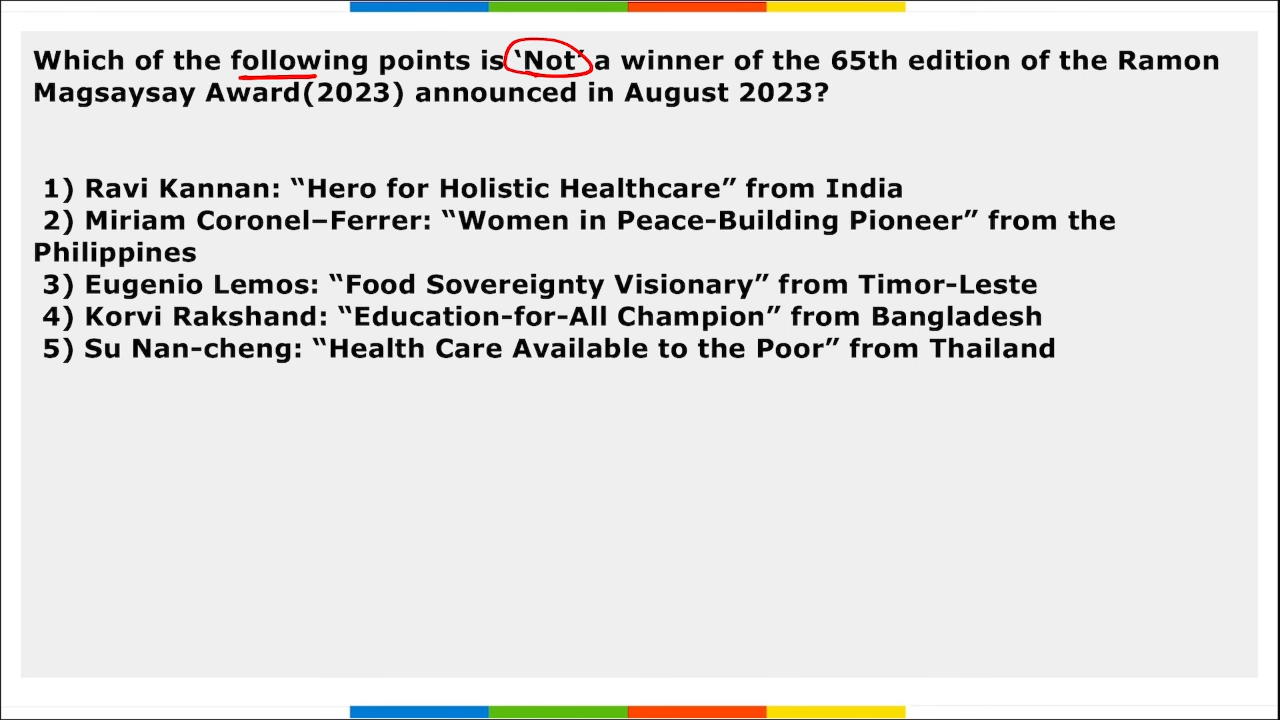 Which of the following points is ‘Not’ a winner of the 65th edition of the Ramon
Magsaysay Award(2023) announced in August 2023?
1) Ravi Kannan: “Hero for Holistic Healthcare” from India
2) Miriam Coronel–Ferrer: “Women in Peace-Building Pioneer” from the
Philippines
3) Eugenio Lemos: “Food Sovereignty Visionary” from Timor-Leste
4) Korvi Rakshand: “Education-for-All Champion” from Bangladesh
5) Su Nan-cheng: “Health Care Available to the Poor” from Thailand